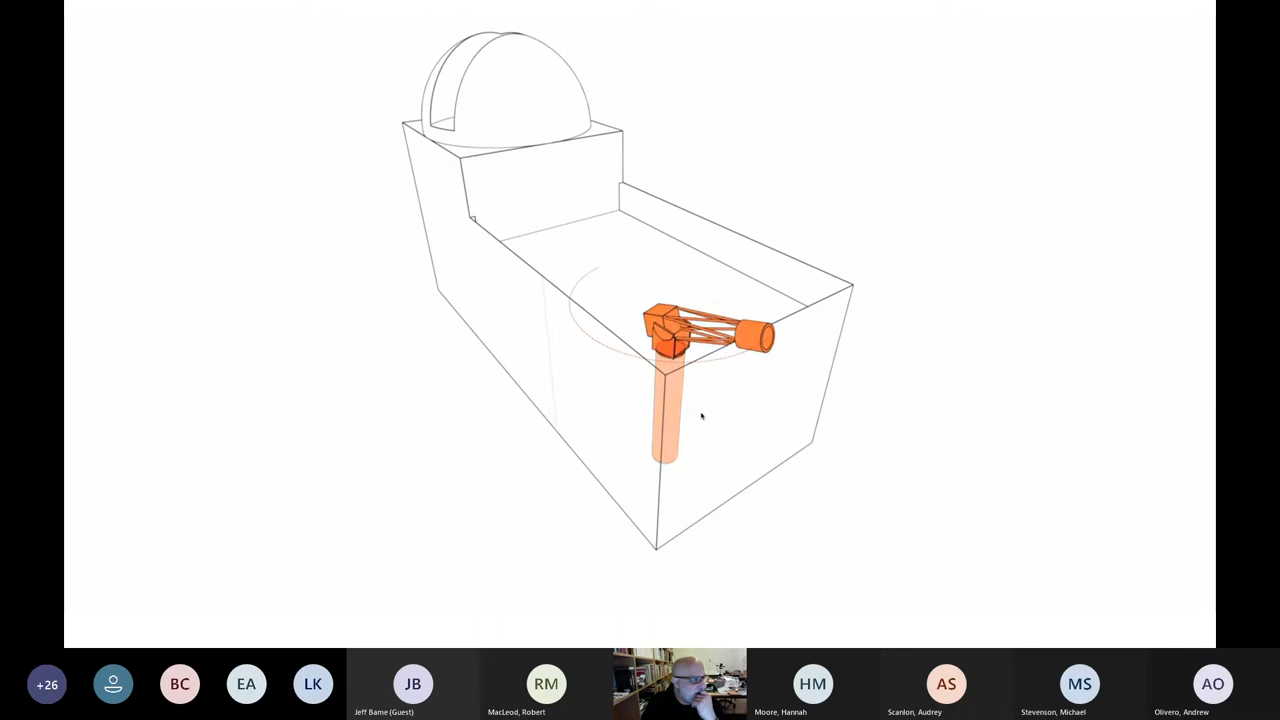 +26
BC
EA
LK
JB
RM
HM
AS
MS
AO
Jeff Bame (Guest)
MacLeod, Robert
Moore, Hannah
Scanlon, Audrey
Stevenson, Michael
Olivero, Andrew